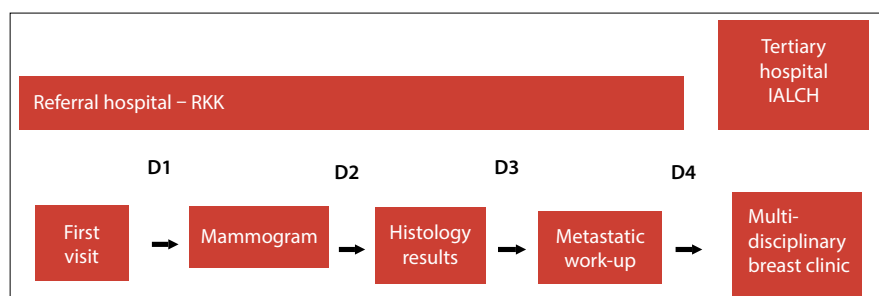 Tertiary
hospital
IALCH
Referral hospital – RKK
D1
D2
D3
D4
First
visit
Mammogram
Histology
results
Metastatic
work-up
Multi-
disciplinary
breast clinic